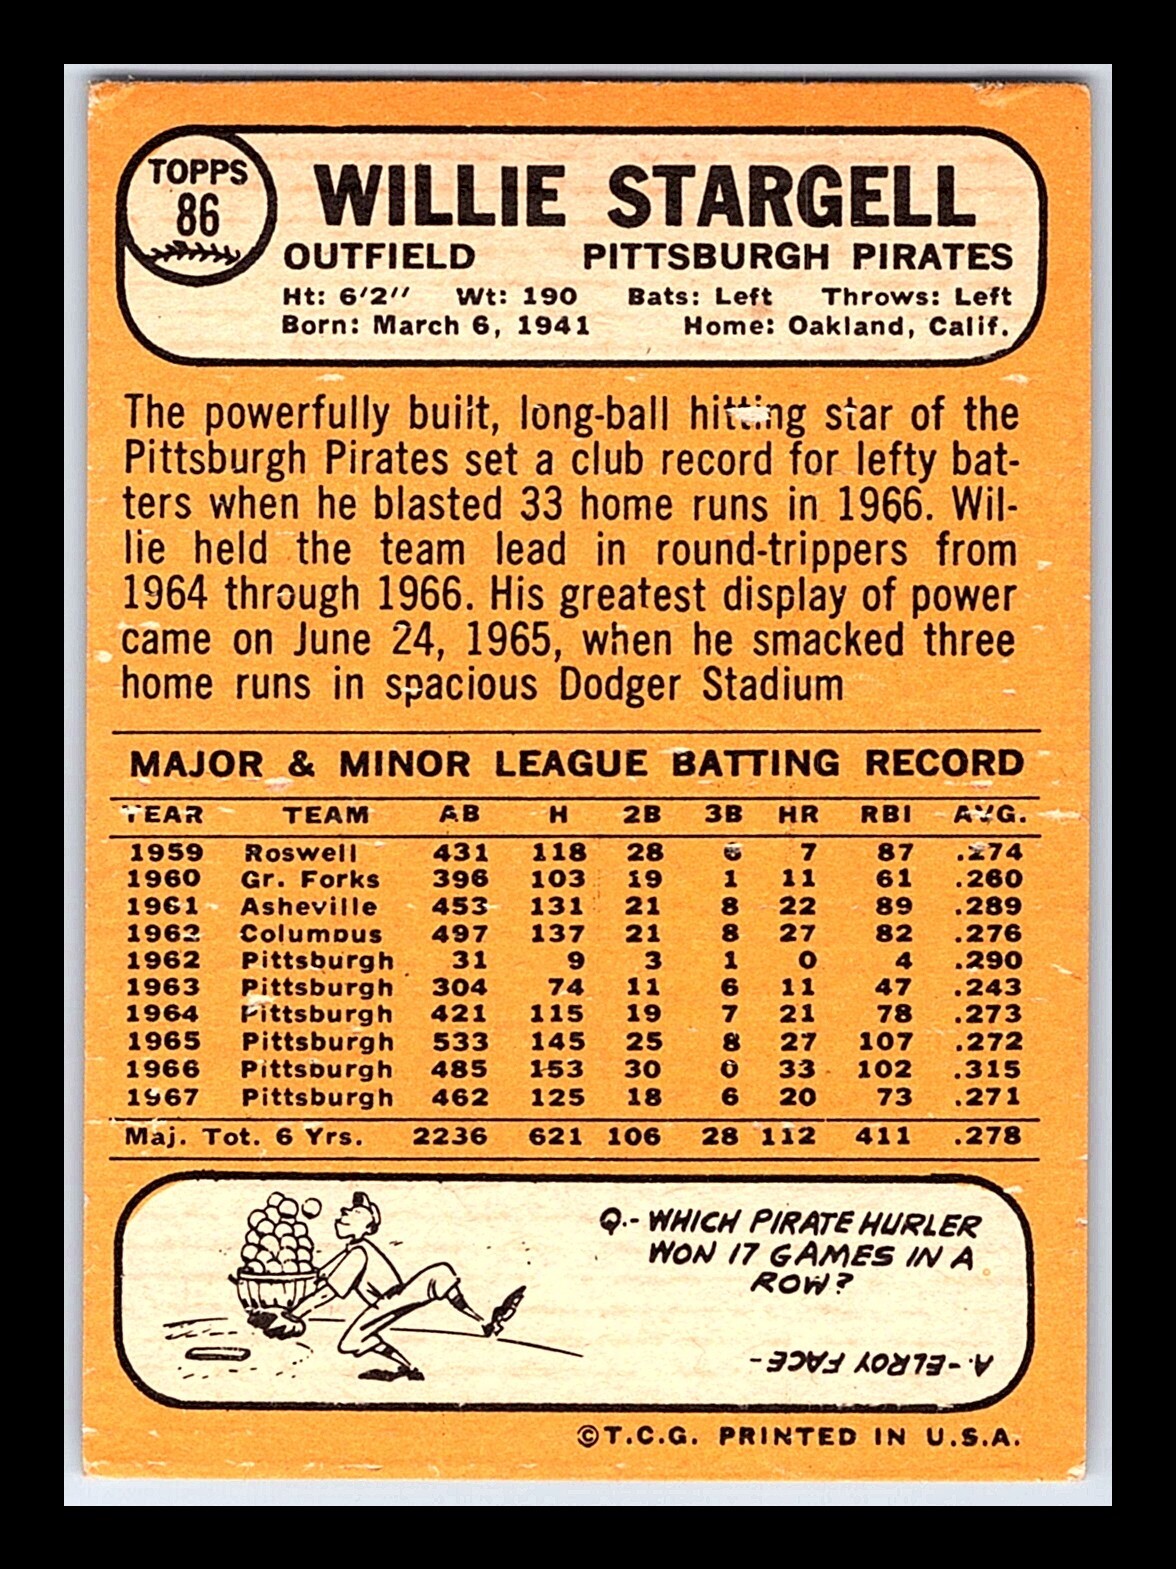 TOPPS
86
WILLIE STARGELL
OUTFIELD PITTSBURGH PIRATES
Ht: 6'2" Wt: 190 Bats: Left Throws: Left
Born: March 6, 1941 Home: Oakland, Calif.
The powerfully built, long-ball hitting star of the
Pittsburgh Pirates set a club record for lefty bat-
ters when he blasted 33 home runs in 1966. Wil-
lie held the team lead in round-trippers from
1964 through 1966. His greatest display of power
came on June 24, 1965, when he smacked three
home runs in spacious Dodger Stadium
MAJOR & MINOR LEAGUE BATTING RECORD
YEAR TEAM AB H 2B 3B HR RBI AVG.
1959 Roswell 431 118 28 6 7 87 .274
1960 Gr. Forks 396 103 19 1 11 61 .260
1961 Asheville 453 131 21 8 22 89 .289
1962 Columbus 497 137 21 8 27 82 .276
1962 Pittsburgh 31 9 3 1 0 4 .290
1963 Pittsburgh 304 74 11 6 11 47 .243
1964 Pittsburgh 421 115 19 7 21 78 .273
1965 Pittsburgh 533 145 25 8 27 107 .272
1966 Pittsburgh 485 153 30 0 33 102 .315
1967 Pittsburgh 462 125 18 6 20 73 .271
Maj. Tot. 6 Yrs. 2236 621 106 28 112 411 .278
Q.- WHICH PIRATE HURLER
WON 17 GAMES IN A
ROW?
A.-ELROY FACE-
©T.C.G. PRINTED IN U.S.A.